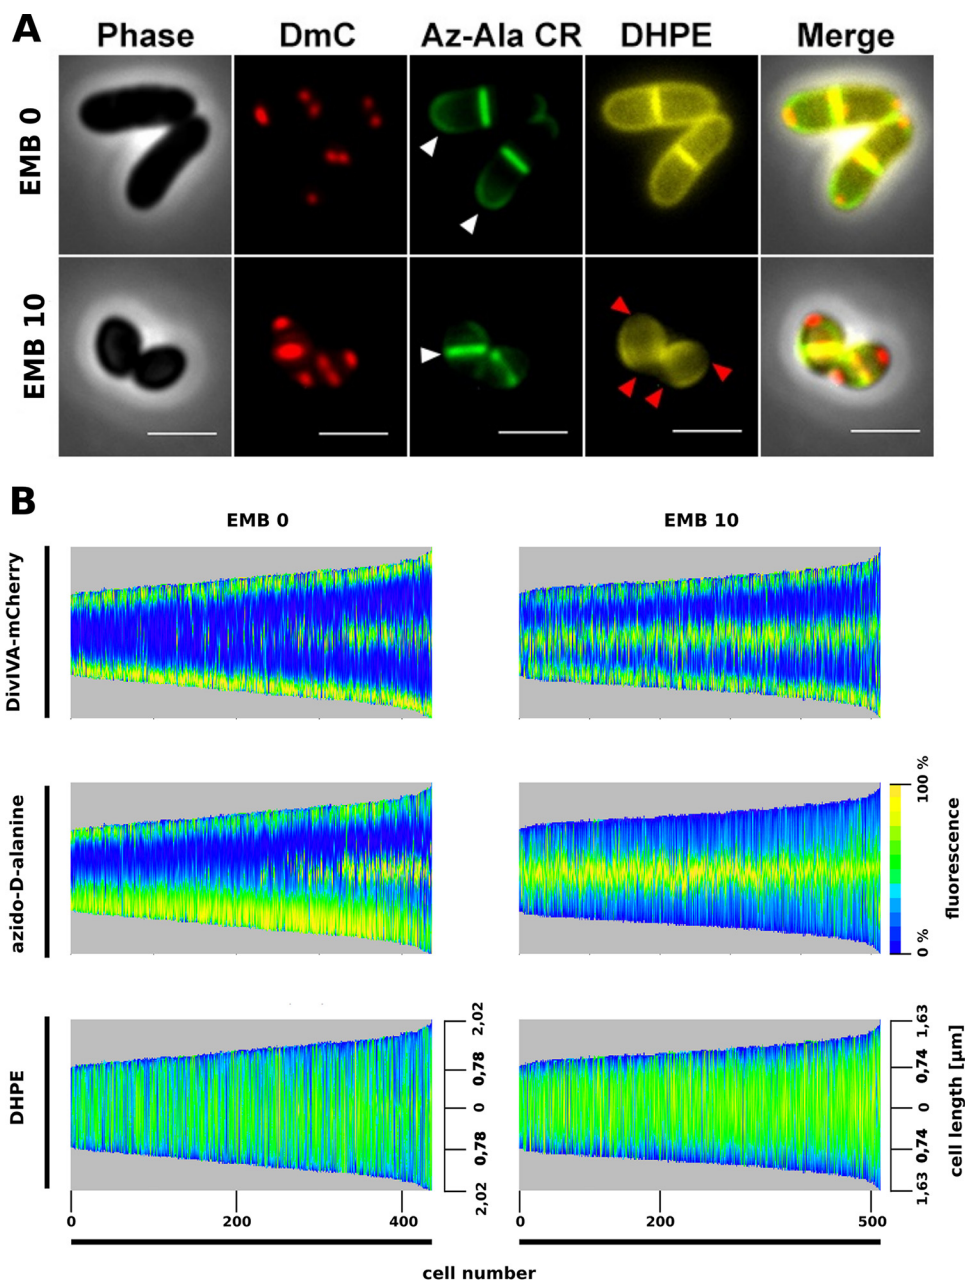 A
Phase DmC Az-Ala CR DHPE Merge
EMB 0
EMB 10
B
EMB 0 EMB 10
DivIVA-mCherry
azido-D-alanine
100 %
fluorescence
0 %
DHPE
2,02
0,78
0
0,78
2,02
1,63
0,74
0
0,74
1,63
cell length [µm]
0 200 400 0 200 500
cell number